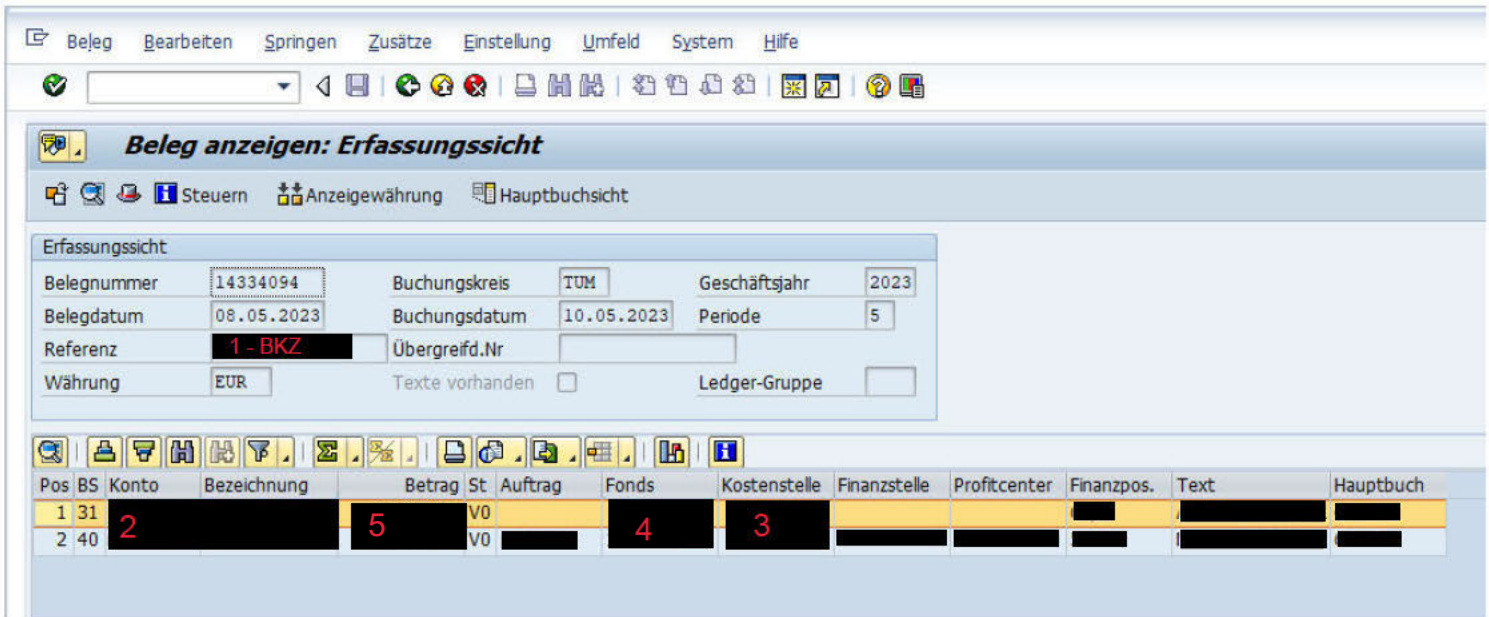 Beleg Bearbeiten Springen Zusätze Einstellung Umfeld System Hilfe
Beleg anzeigen: Erfassungssicht
Steuern Anzeigewährung Hauptbuchsicht
Erfassungssicht
Belegnummer 14334094 Buchungskreis TUM Geschäftsjahr 2023
Belegdatum 08.05.2023 Buchungsdatum 10.05.2023 Periode 5
Referenz 1 - BKZ Übergreifd.Nr
Währung EUR Texte vorhanden Ledger-Gruppe
Pos BS Konto Bezeichnung Betrag St Auftrag Fonds Kostenstelle Finanzstelle Profitcenter Finanzpos. Text Hauptbuch
1 31 V0
2 5 4 3
2 40 V0